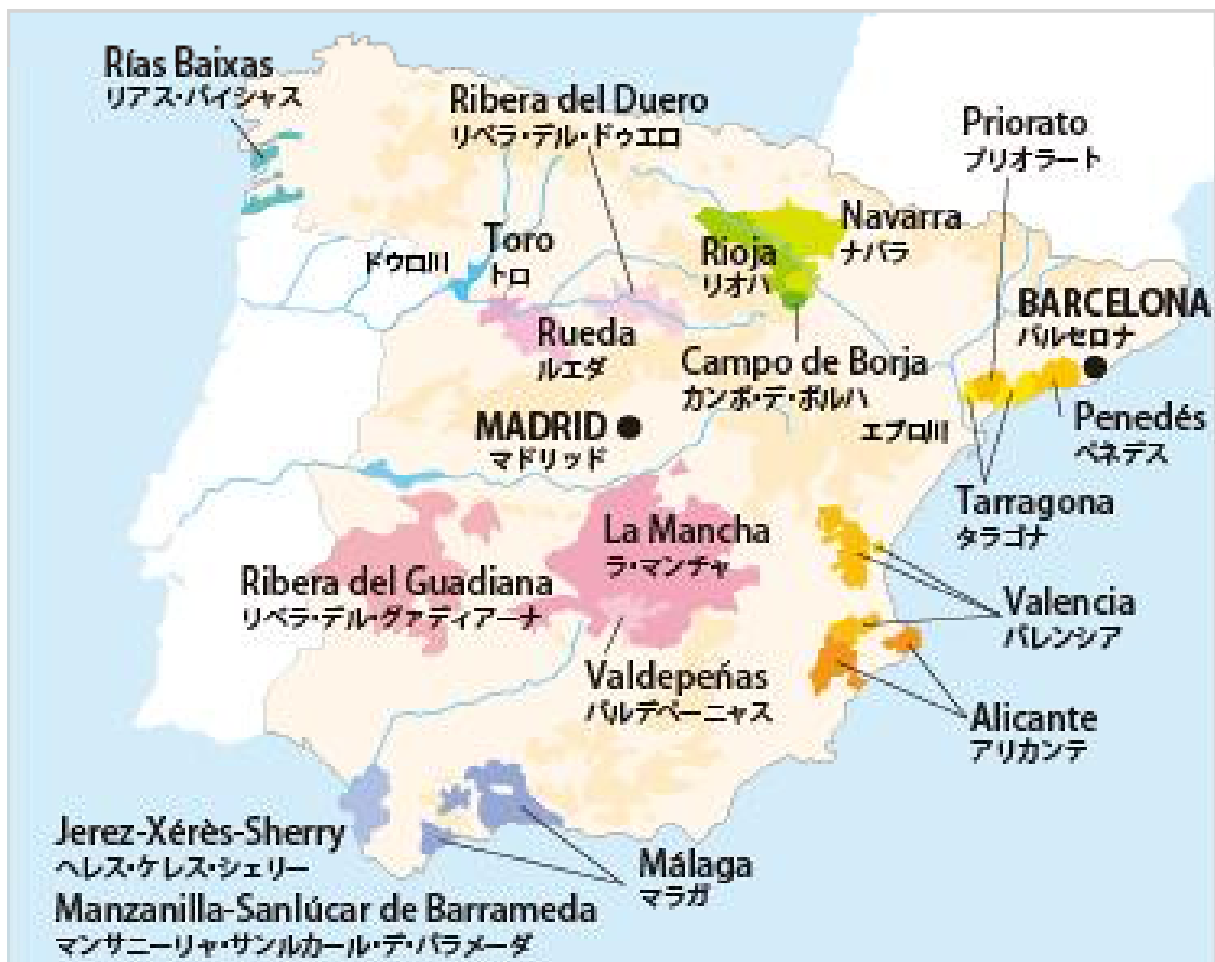 Rías Baixas
リアス・バイシャス
Ribera del Duero
リベラ・デル・ドゥエロ
Priorato
プリオラート
Navarra
ナバラ
Toro
トロ
ドウロ川
Rioja
リオハ
BARCELONA
バルセロナ
Rueda
ルエダ
Campo de Borja
カンポ・デ・ボルハ
MADRID
マドリッド
エブロ川
Penedés
ペネデス
Tarragona
タラゴナ
La Mancha
ラ・マンチャ
Ribera del Guadiana
リベラ・デル・グァディアーナ
Valencia
バレンシア
Valdepeñas
バルデペーニャス
Alicante
アリカンテ
Jerez-Xérès-Sherry
ヘレス・ケレス・シェリー
Málaga
マラガ
Manzanilla-Sanlúcar de Barrameda
マンサニーリャ・サンルカール・デ・バラメーダ